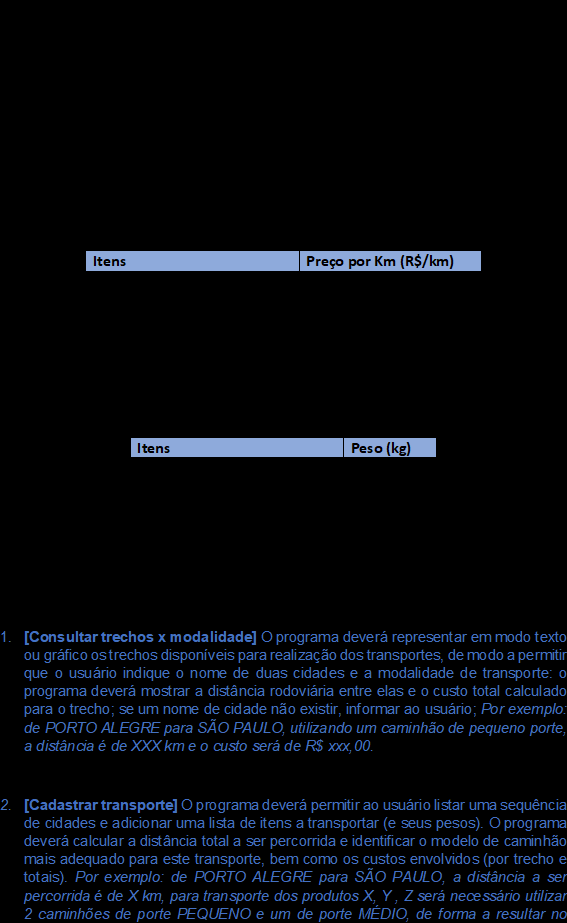 Itens Preço por Km (R$/km)
Itens Peso (kg)
1. [Consultar trechos x modalidade] O programa deverá representar em modo texto
ou gráfico os trechos disponíveis para realização dos transportes, de modo a permitir
que o usuário indique o nome de duas cidades e a modalidade de transporte: o
programa deverá mostrar a distância rodoviária entre elas e o custo total calculado
para o trecho; se um nome de cidade não existir, informar ao usuário; Por exemplo:
de PORTO ALEGRE para SÃO PAULO, utilizando um caminhão de pequeno porte,
a distância é de XXX km e o custo será de R$ xxx,00.
2. [Cadastrar transporte] O programa deverá permitir ao usuário listar uma sequência
de cidades e adicionar uma lista de itens a transportar (e seus pesos). O programa
deverá calcular a distância total a ser percorrida e identificar o modelo de caminhão
mais adequado para este transporte, bem como os custos envolvidos (por trecho e
totais). Por exemplo: de PORTO ALEGRE para SÃO PAULO, a distância a ser
percorrida é de X km, para transporte dos produtos X, Y , Z será necessário utilizar
2 caminhões de porte PEQUENO e um de porte MÉDIO, de forma a resultar no